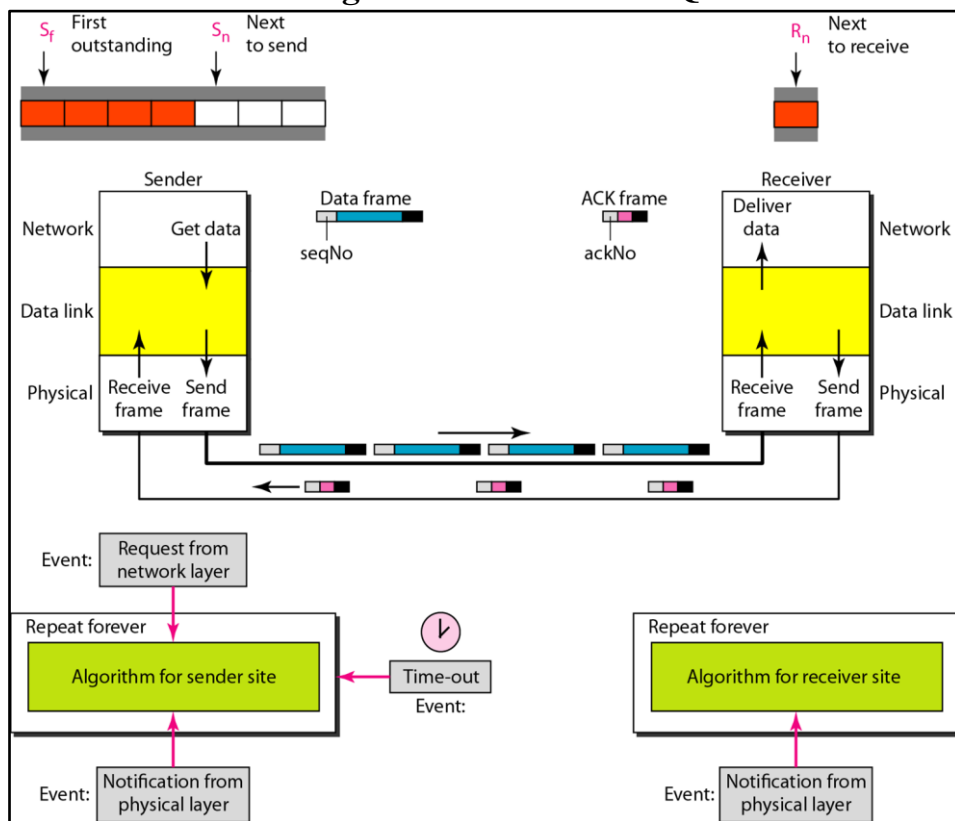 S_f First outstanding
S_n Next to send
R_n Next to receive
Sender
Data frame
ACK frame
Receiver
Network
Get data
seqNo
ackNo
Deliver
data
Network
Data link
Data link
Physical
Receive
frame
Send
frame
Receive
frame
Send
frame
Physical
Event:
Request from
network layer
Repeat forever
Algorithm for sender site
Time-out
Event:
Repeat forever
Algorithm for receiver site
Event:
Notification from
physical layer
Event:
Notification from
physical layer